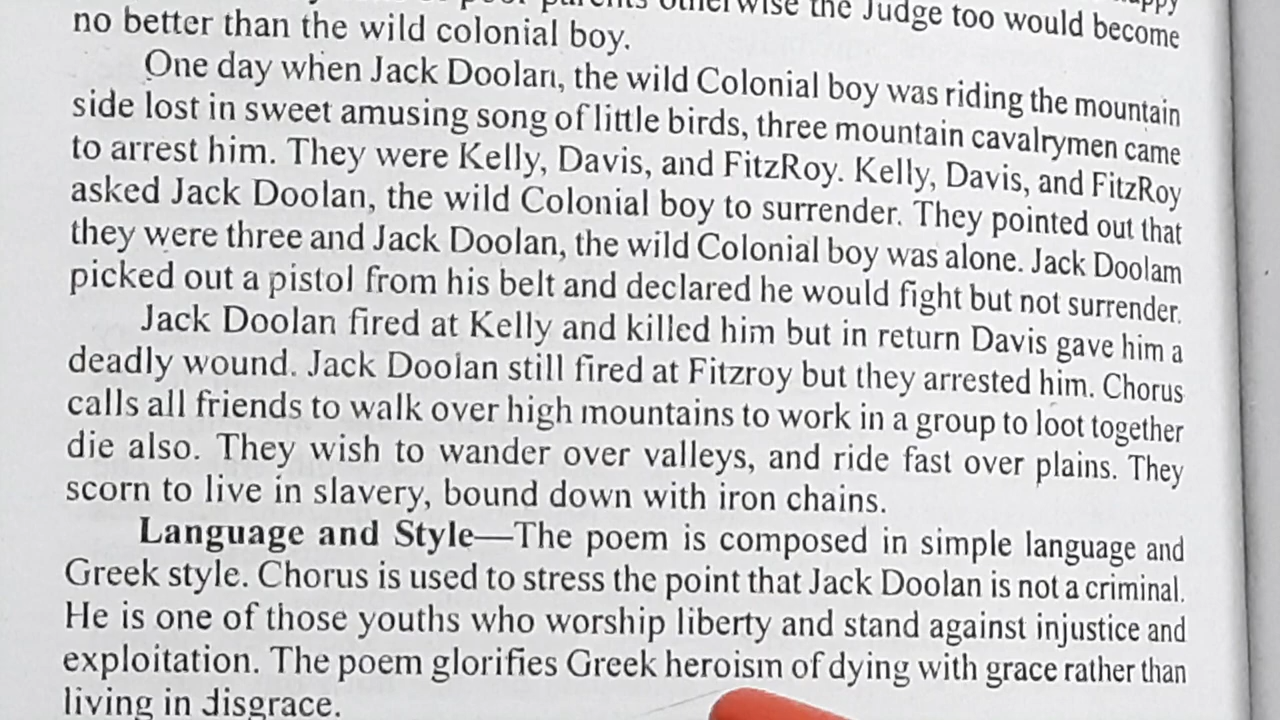 otherwise the Judge too would become
no better than the wild colonial boy.
One day when Jack Doolan, the wild Colonial boy was riding the mountain
side lost in sweet amusing song of little birds, three mountain cavalrymen came
to arrest him. They were Kelly, Davis, and FitzRoy. Kelly, Davis, and FitzRoy
asked Jack Doolan, the wild Colonial boy to surrender. They pointed out that
they were three and Jack Doolan, the wild Colonial boy was alone. Jack Doolam
picked out a pistol from his belt and declared he would fight but not surrender.
Jack Doolan fired at Kelly and killed him but in return Davis gave him a
deadly wound. Jack Doolan still fired at Fitzroy but they arrested him. Chorus
calls all friends to walk over high mountains to work in a group to loot together
die also. They wish to wander over valleys, and ride fast over plains. They
scorn to live in slavery, bound down with iron chains.
Language and Style—The poem is composed in simple language and
Greek style. Chorus is used to stress the point that Jack Doolan is not a criminal.
He is one of those youths who worship liberty and stand against injustice and
exploitation. The poem glorifies Greek heroism of dying with grace rather than
living in disgrace.